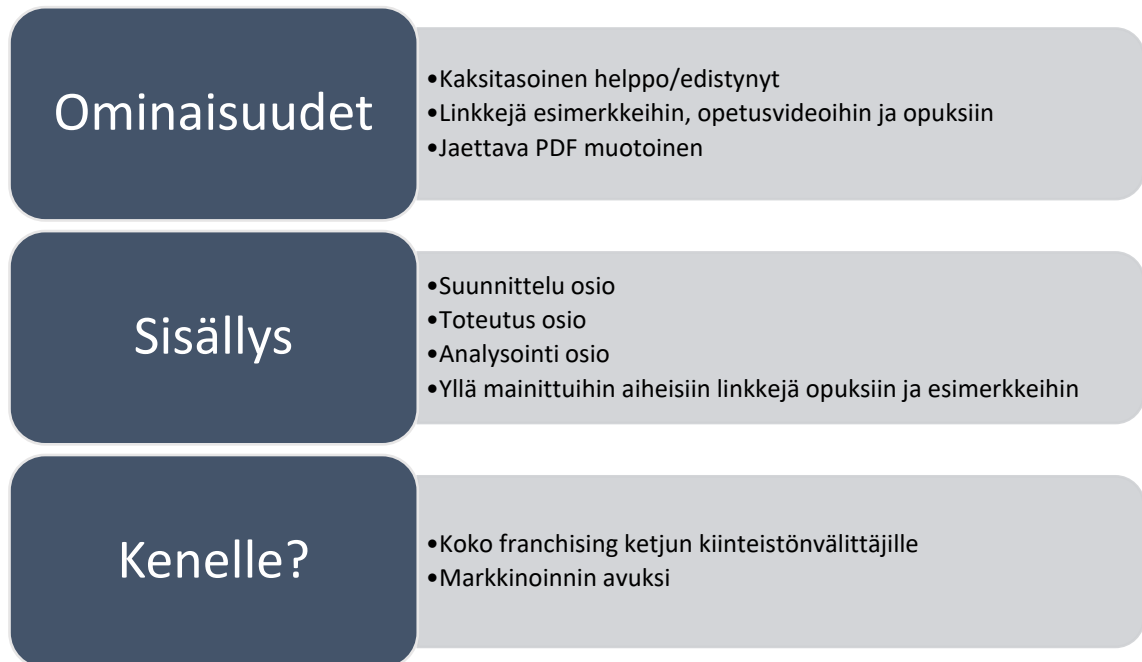 Ominaisuudet
•Kaksitasoinen helppo/edistynyt
•Linkkejä esimerkkeihin, opetusvideoihin ja opuksiin
•Jaettava PDF muotoinen
Sisällys
•Suunnittelu osio
•Toteutus osio
•Analysointi osio
•Yllä mainittuihin aiheisiin linkkejä opuksiin ja esimerkkeihin
Kenelle?
•Koko franchising ketjun kiinteistönvälittäjille
•Markkinoinnin avuksi